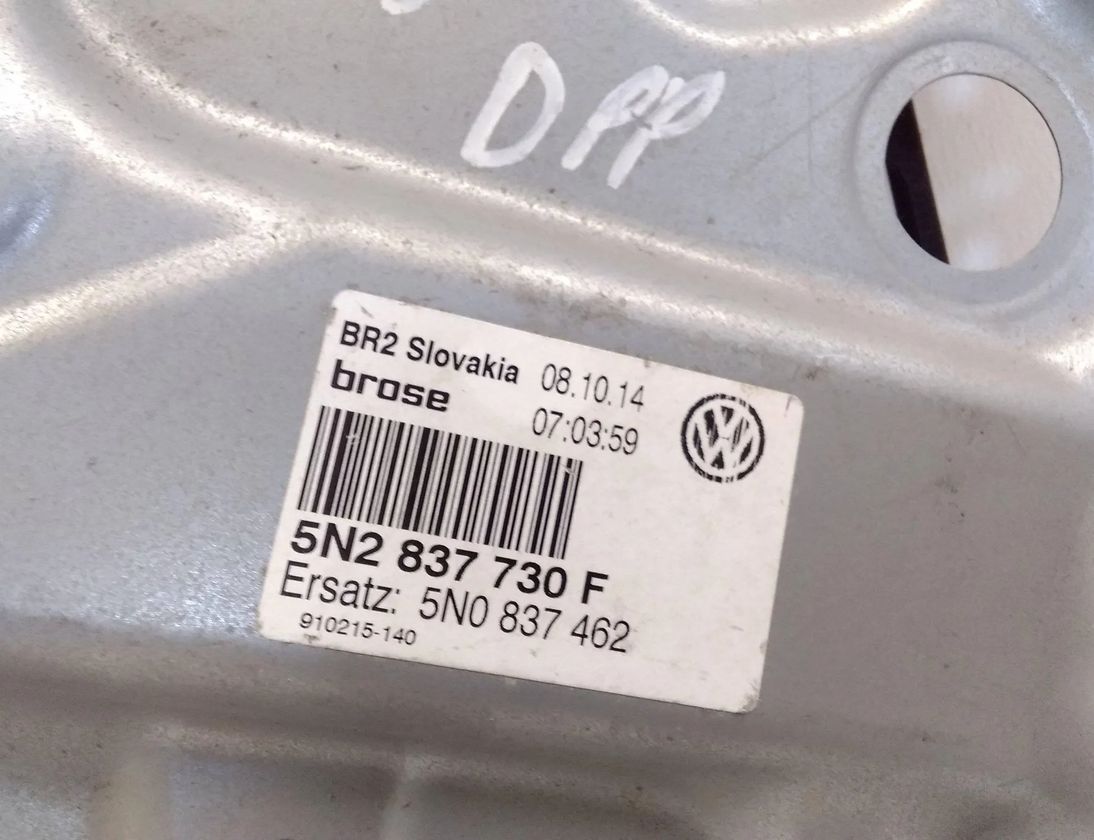 DPP
BR2 Slovakia 08.10.14
brose 07:03:59
5N2 837 730 F
Ersatz: 5N0 837 462
910215-140